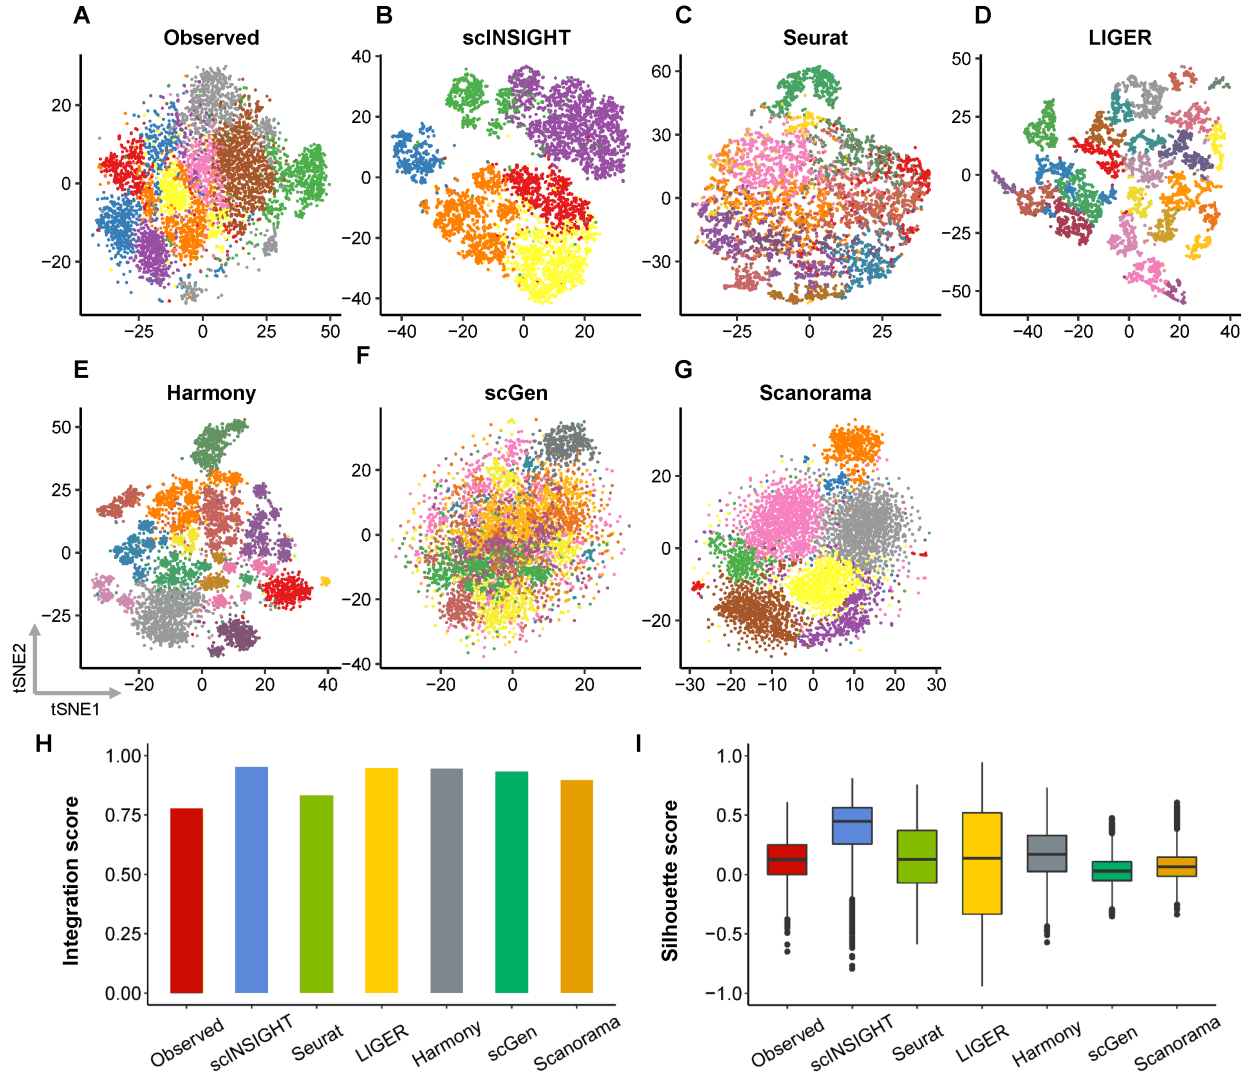 A
B
C
D
Observed
scINSIGHT
Seurat
LIGER
20
0
−20
−25
0
25
50
40
20
0
−20
−40
−40
−20
0
20
60
30
0
−30
−25
0
25
50
25
0
−25
−50
−40
−20
0
20
40
E
F
G
Harmony
scGen
Scanorama
50
25
0
−25
−20
0
20
40
20
0
−20
−40
−20
0
20
20
0
−20
−30
−20
−10
0
10
20
30
tSNE2
tSNE1
H
Integration score
1.00
0.75
0.50
0.25
0.00
Observed
scINSIGHT
Seurat
LIGER
Harmony
scGen
Scanorama
I
Silhouette score
1.0
0.5
0.0
−0.5
−1.0
Observed
scINSIGHT
Seurat
LIGER
Harmony
scGen
Scanorama